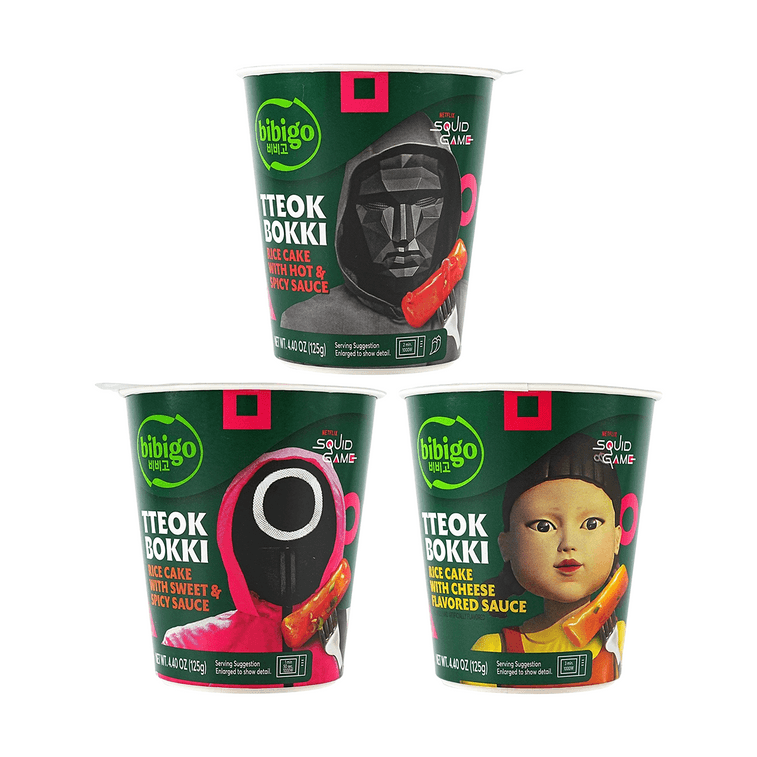 bibigo
비비고
NETFLIX
SQUID
GAME
TTEOK
BOKKI
RICE CAKE
WITH HOT &
SPICY SAUCE
NET WT. 4.40 OZ (125g)
Serving Suggestion
Enlarged to show detail.
bibigo
비비고
NETFLIX
SQUID
GAME
TTEOK
BOKKI
RICE CAKE
WITH SWEET &
SPICY SAUCE
NET WT. 4.40 OZ (125g)
Serving Suggestion
Enlarged to show detail.
bibigo
비비고
NETFLIX
SQUID
GAME
TTEOK
BOKKI
RICE CAKE
WITH CHEESE
FLAVORED SAUCE
NET WT. 4.40 OZ (125g)
Serving Suggestion
Enlarged to show detail.